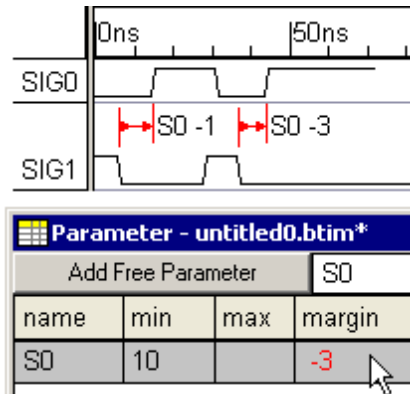 0ns 50ns
SIG0
S0 -1 S0 -3
SIG1
Parameter - untitled0.btim*
Add Free Parameter S0
name min max margin
S0 10 -3